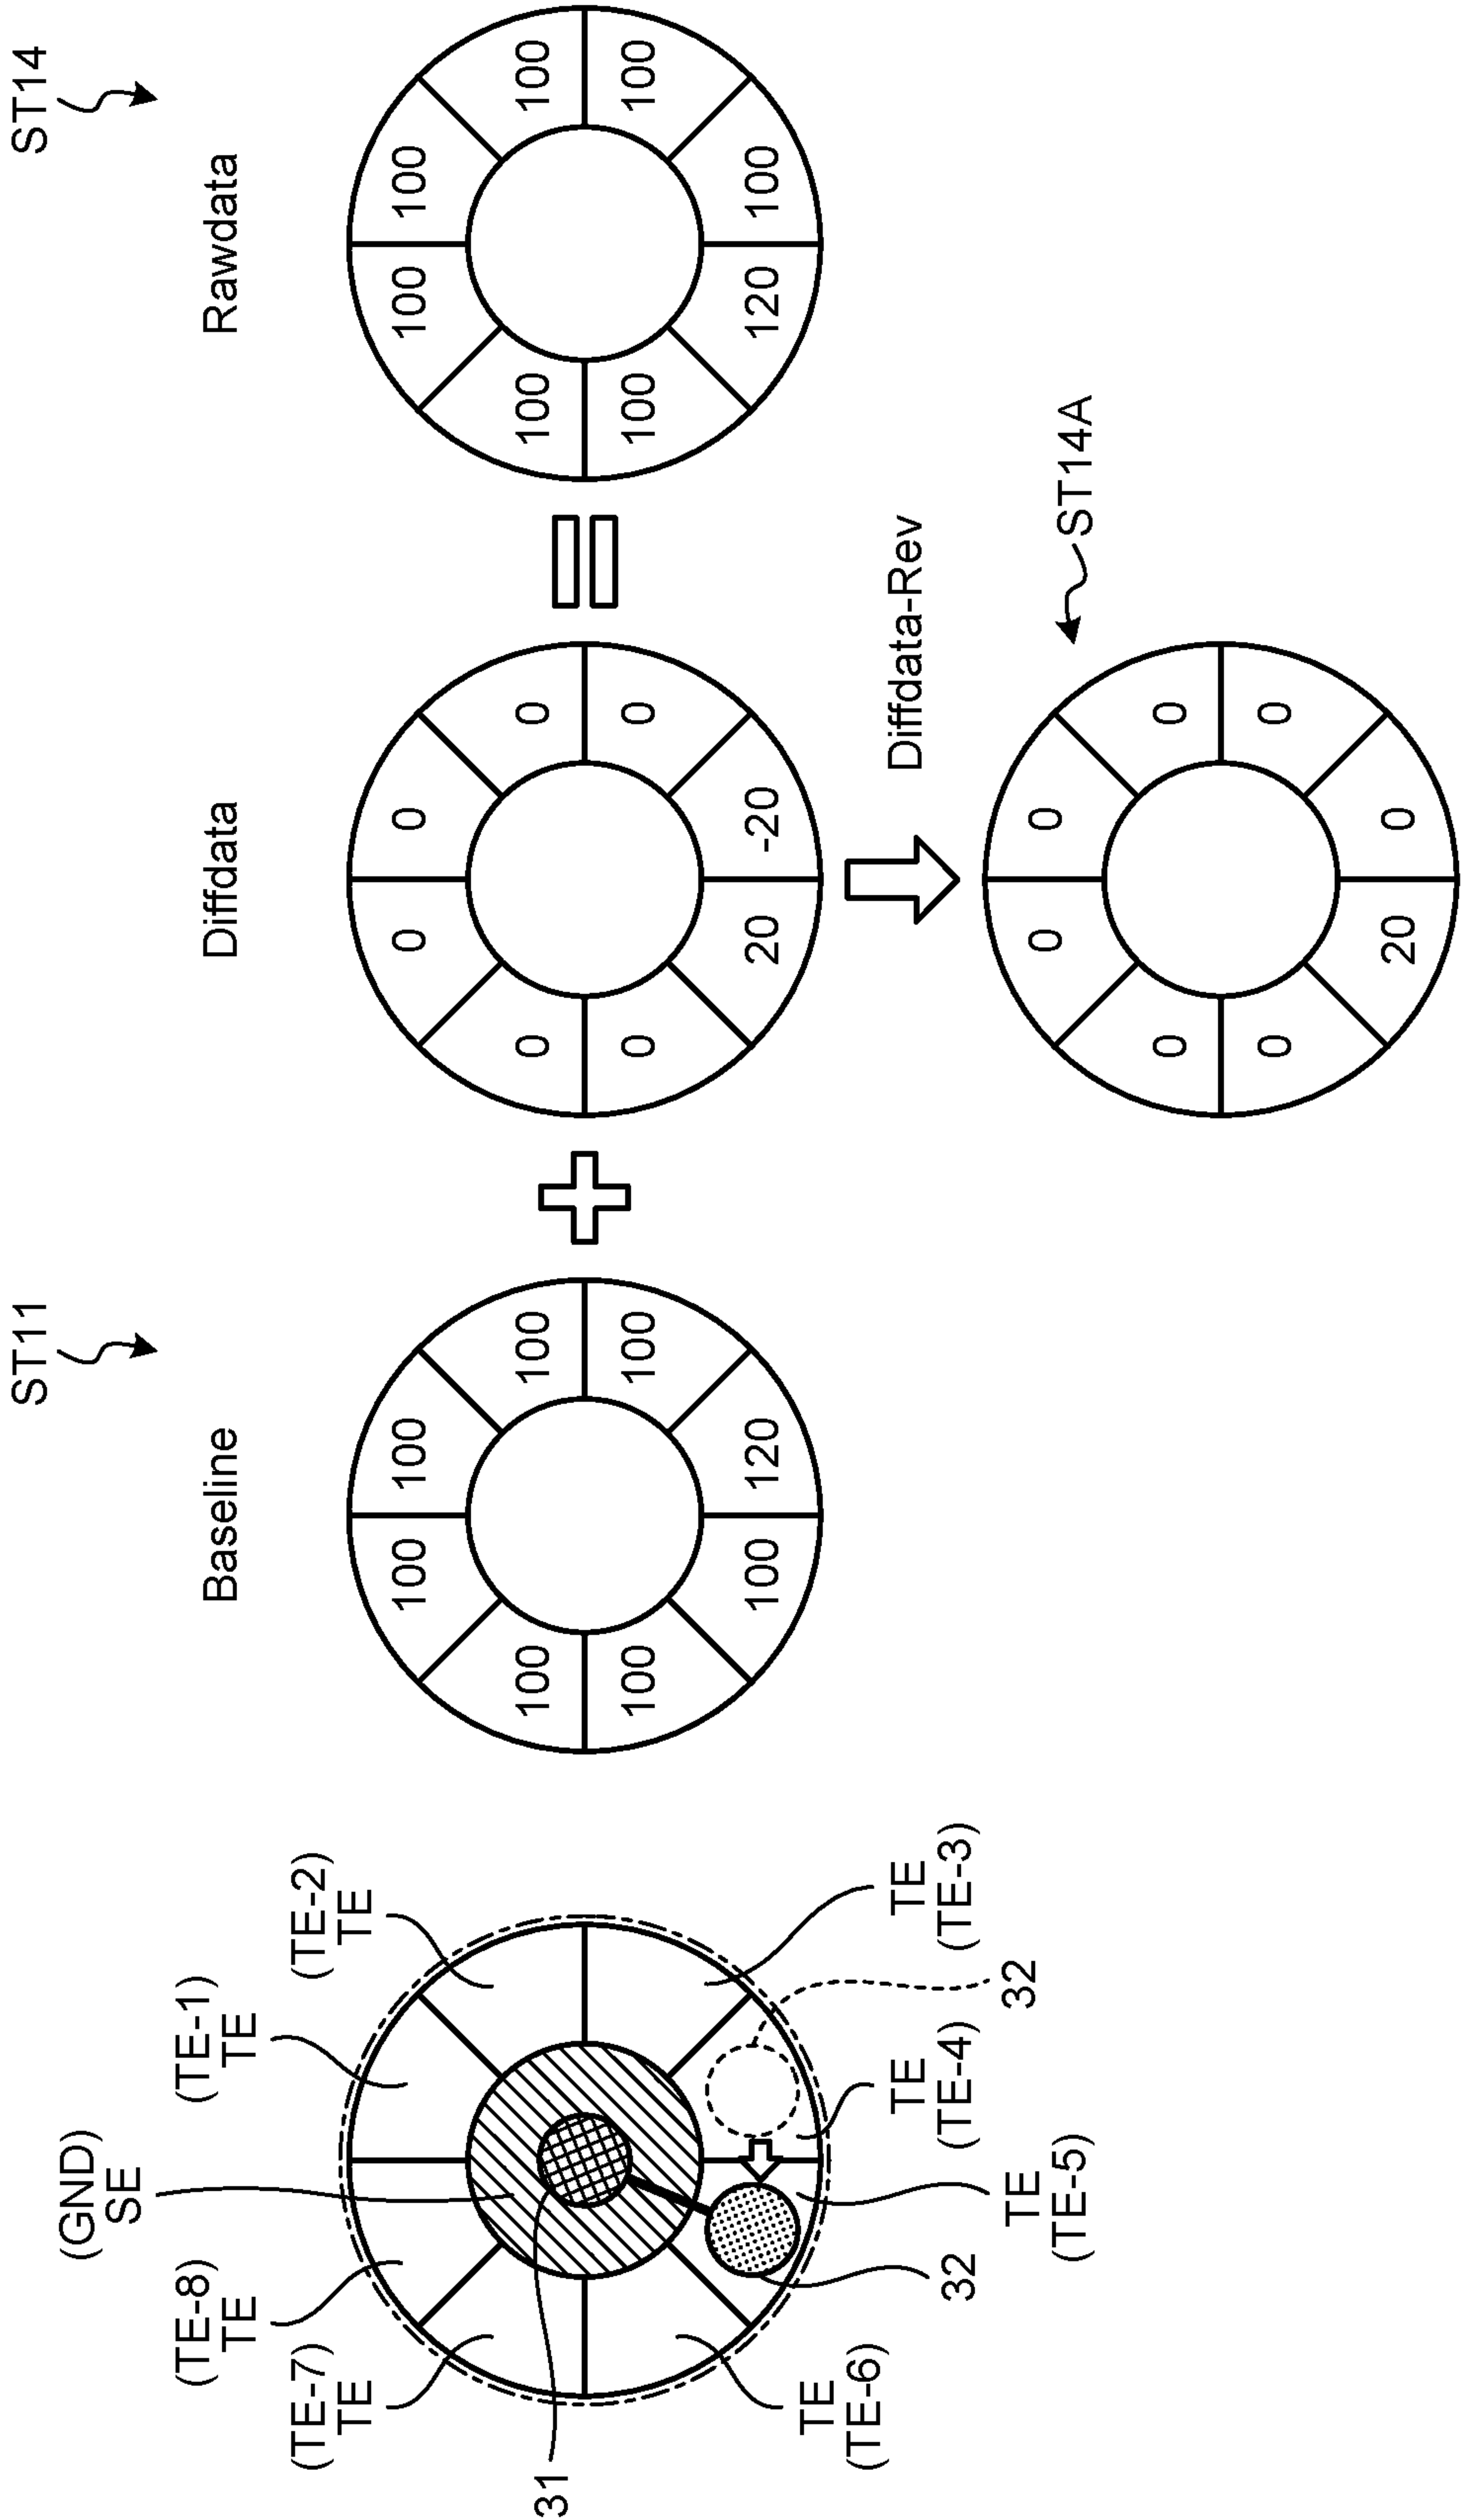 (GND)
SE
(TE-8)
TE
(TE-1)
TE
(TE-7)
TE
(TE-2)
TE
31
TE
(TE-6)
32
TE
(TE-5)
TE
(TE-4)
32
TE
(TE-3)
ST11
Baseline
100 100
100 100
100 100
100 120
Diffdata
0 0
0 0
0 0
20 -20
ST14
Rawdata
100 100
100 100
100 100
120 100
Diffdata-Rev
ST14A
0 0
0 0
0 0
20 0